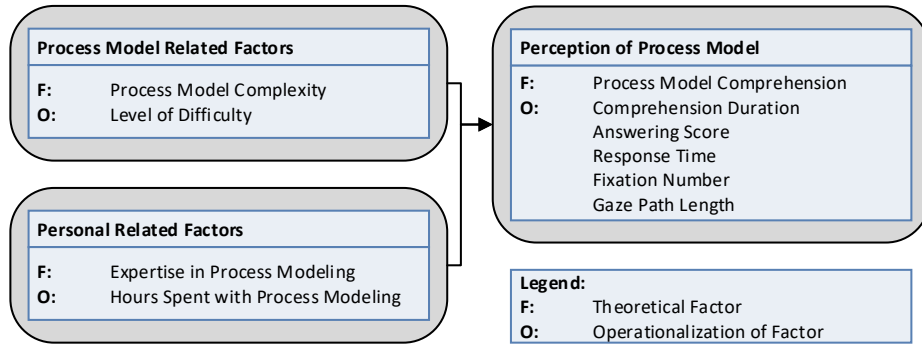 Process Model Related Factors
F: Process Model Complexity
O: Level of Difficulty
Personal Related Factors
F: Expertise in Process Modeling
O: Hours Spent with Process Modeling
Perception of Process Model
F: Process Model Comprehension
O: Comprehension Duration
Answering Score
Response Time
Fixation Number
Gaze Path Length
Legend:
F: Theoretical Factor
O: Operationalization of Factor